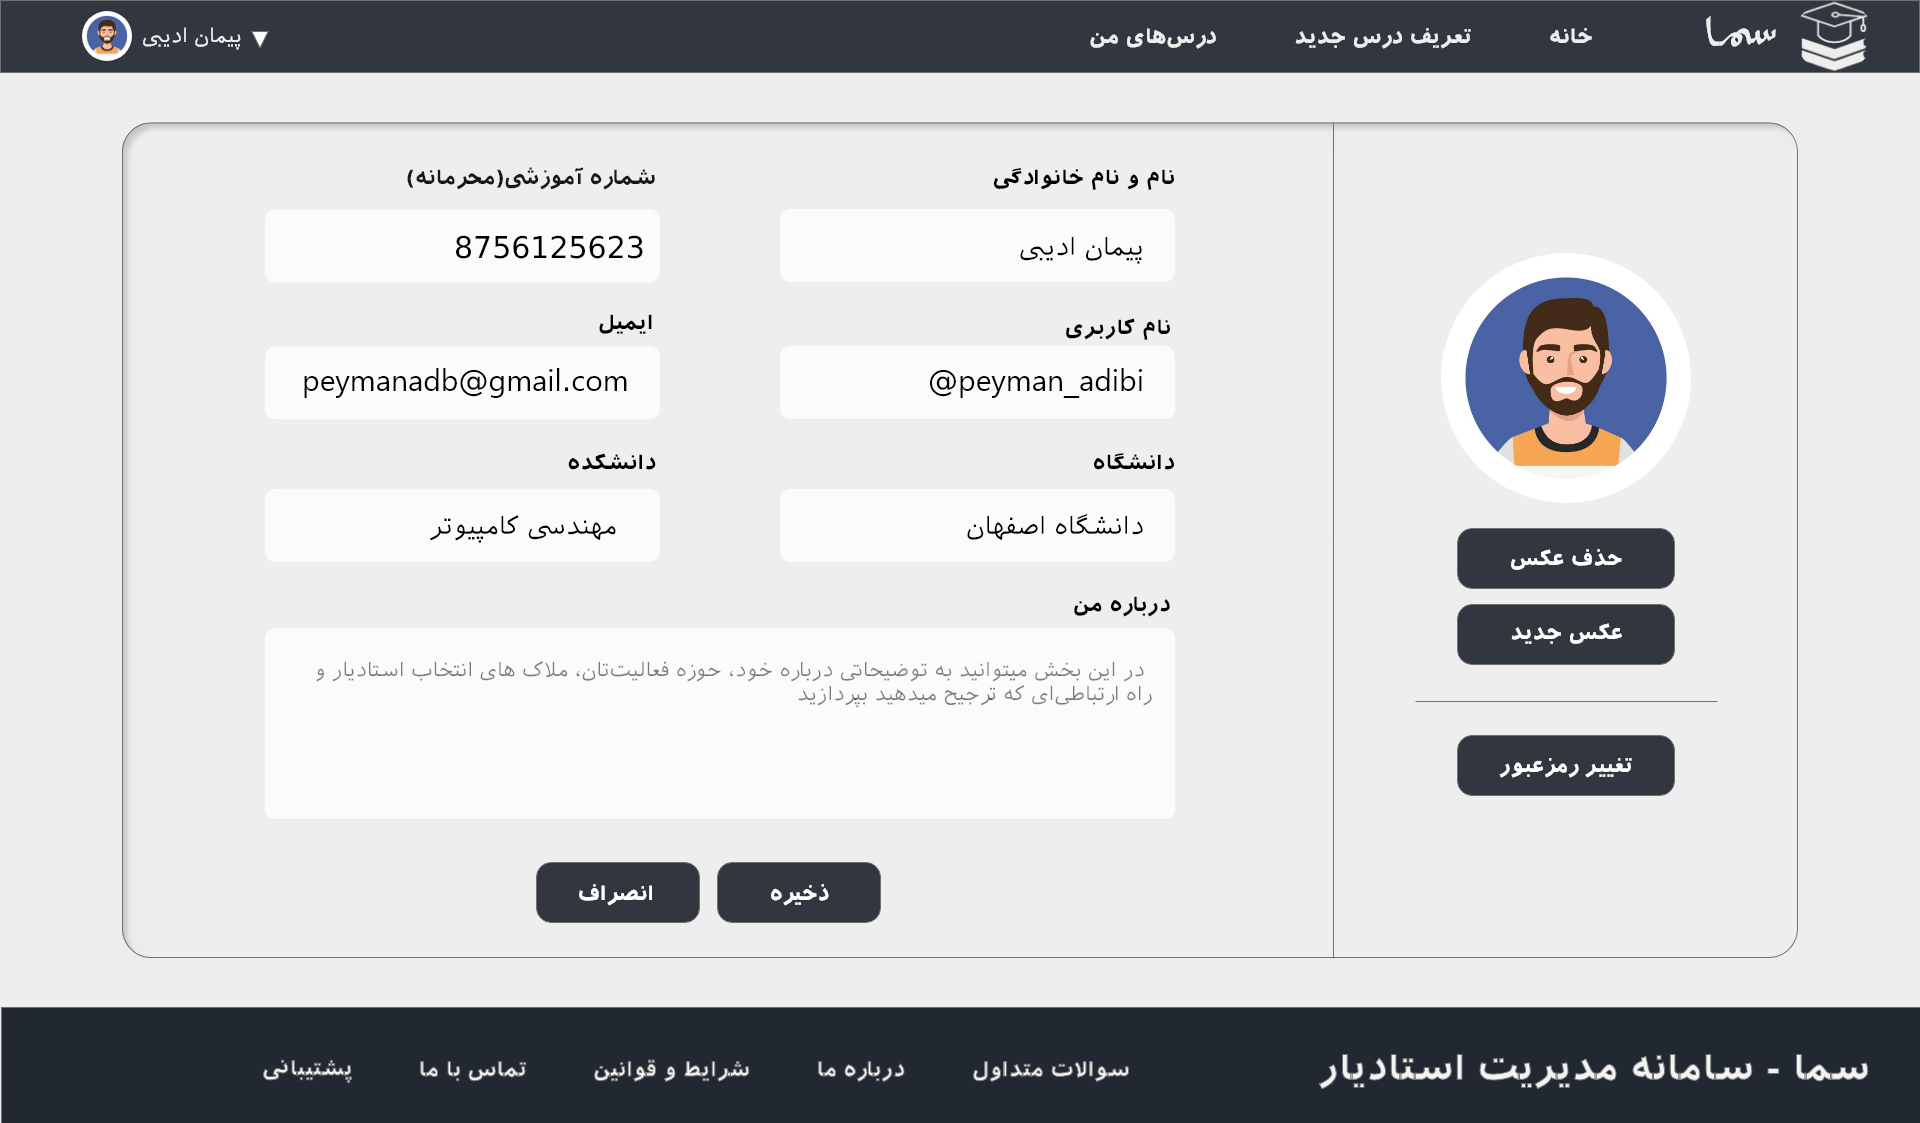 سما
خانه
تعریف درس جدید
درس‌های من
▼ پیمان ادیبی
حذف عکس
عکس جدید
تغییر رمزعبور
نام و نام خانوادگی
پیمان ادیبی
شماره آموزشی(محرمانه)
8756125623
نام کاربری
@peyman_adibi
ایمیل
peymanadb@gmail.com
دانشگاه
دانشگاه اصفهان
دانشکده
مهندسی کامپیوتر
درباره من
در این بخش میتوانید به توضیحاتی درباره خود، حوزه فعالیت‌تان، ملاک های انتخاب استادیار و
راه ارتباطی‌ای که ترجیح میدهید بپردازید
ذخیره
انصراف
سما - سامانه مدیریت استادیار
سوالات متداول
درباره ما
شرایط و قوانین
تماس با ما
پشتیبانی